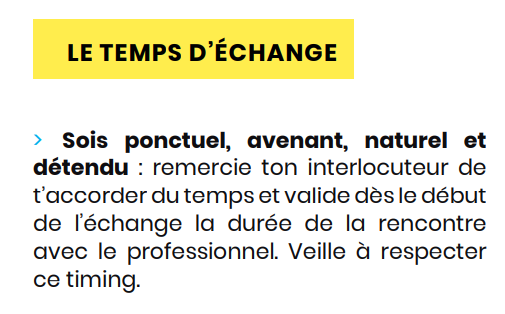 LE TEMPS D’ÉCHANGE
> Sois ponctuel, avenant, naturel et
détendu : remercie ton interlocuteur de
t’accorder du temps et valide dès le début
de l’échange la durée de la rencontre
avec le professionnel. Veille à respecter
ce timing.